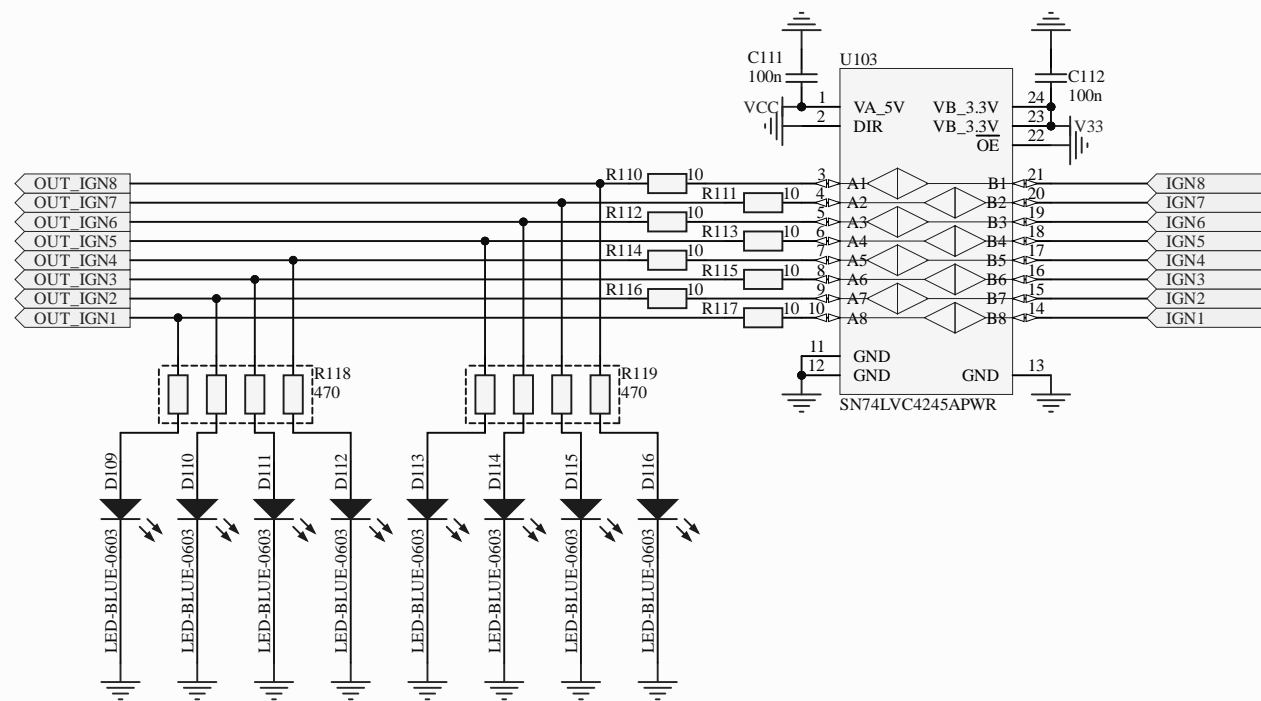 U103
C111
100n
C112
100n
VCC 1 VA_5V VB_3.3V 24
2 DIR VB_3.3V 23 V33
OE 22
OUT_IGN8 R110 10 3 A1 B1 21 IGN8
OUT_IGN7 R111 10 4 A2 B2 20 IGN7
OUT_IGN6 R112 10 5 A3 B3 19 IGN6
OUT_IGN5 R113 10 6 A4 B4 18 IGN5
OUT_IGN4 R114 10 7 A5 B5 17 IGN4
OUT_IGN3 R115 10 8 A6 B6 16 IGN3
OUT_IGN2 R116 10 9 A7 B7 15 IGN2
OUT_IGN1 R117 10 10 A8 B8 14 IGN1
11 GND
12 GND GND 13
SN74LVC4245APWR
R118
470
R119
470
D109
D110
D111
D112
D113
D114
D115
D116
LED-BLUE-0603
LED-BLUE-0603
LED-BLUE-0603
LED-BLUE-0603
LED-BLUE-0603
LED-BLUE-0603
LED-BLUE-0603
LED-BLUE-0603